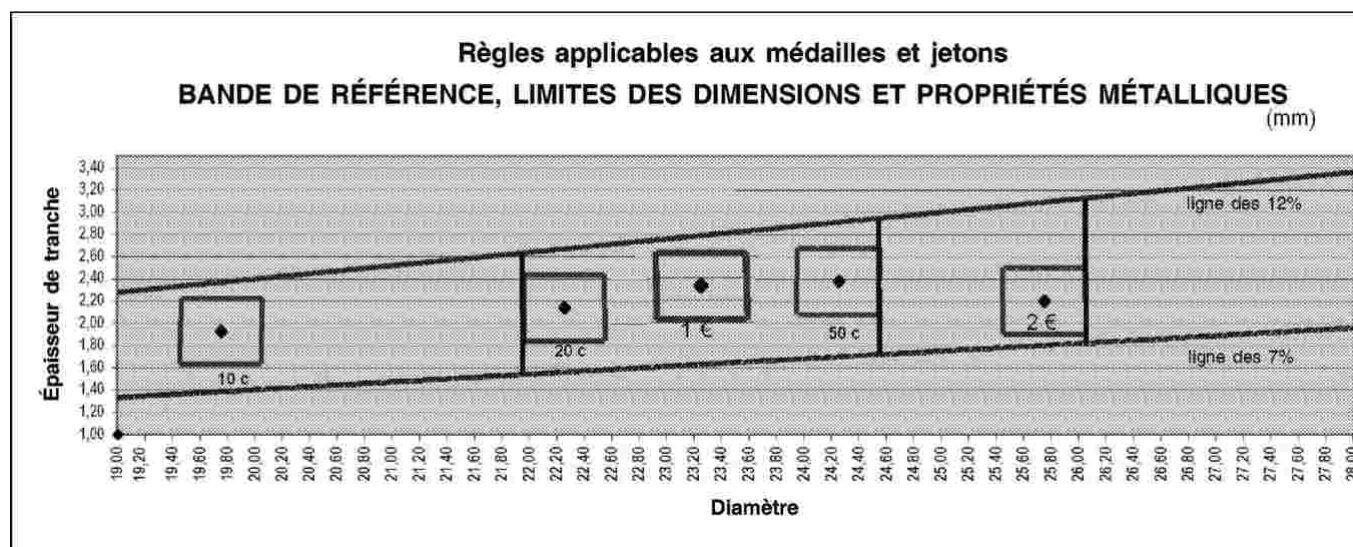 Règles applicables aux médailles et jetons
BANDE DE RÉFÉRENCE, LIMITES DES DIMENSIONS ET PROPRIÉTÉS MÉTALLIQUES
(mm)
Épaisseur de tranche
3,40
3,20
3,00
2,80
2,60
2,40
2,20
2,00
1,80
1,60
1,40
1,20
1,00
ligne des 12%
10 c
20 c
1 €
50 c
2 €
ligne des 7%
19,00 19,20 19,40 19,60 19,80 20,00 20,20 20,40 20,60 20,80 21,00 21,20 21,40 21,60 21,80 22,00 22,20 22,40 22,60 22,80 23,00 23,20 23,40 23,60 23,80 24,00 24,20 24,40 24,60 24,80 25,00 25,20 25,40 25,60 25,80 26,00 26,20 26,40 26,60 26,80 27,00 27,20 27,40 27,60 27,80 28,00
Diamètre